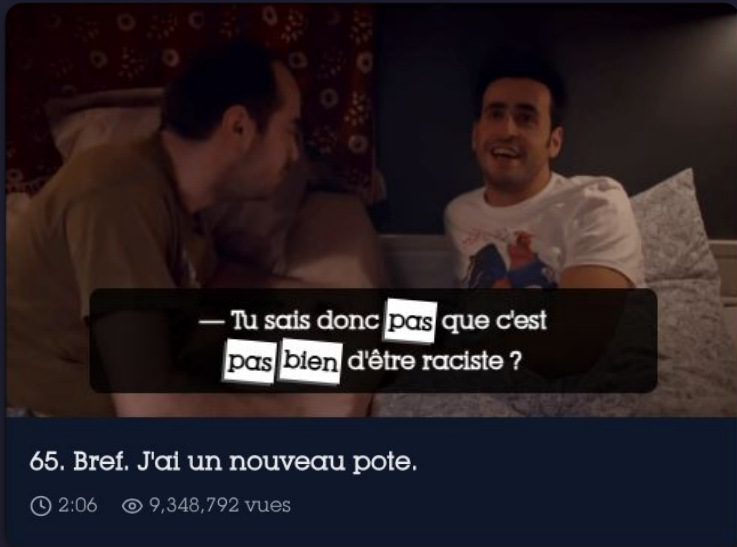 — Tu sais donc pas que c'est
pas bien d'être raciste ?
65. Bref. J'ai un nouveau pote.
2:06 9,348,792 vues